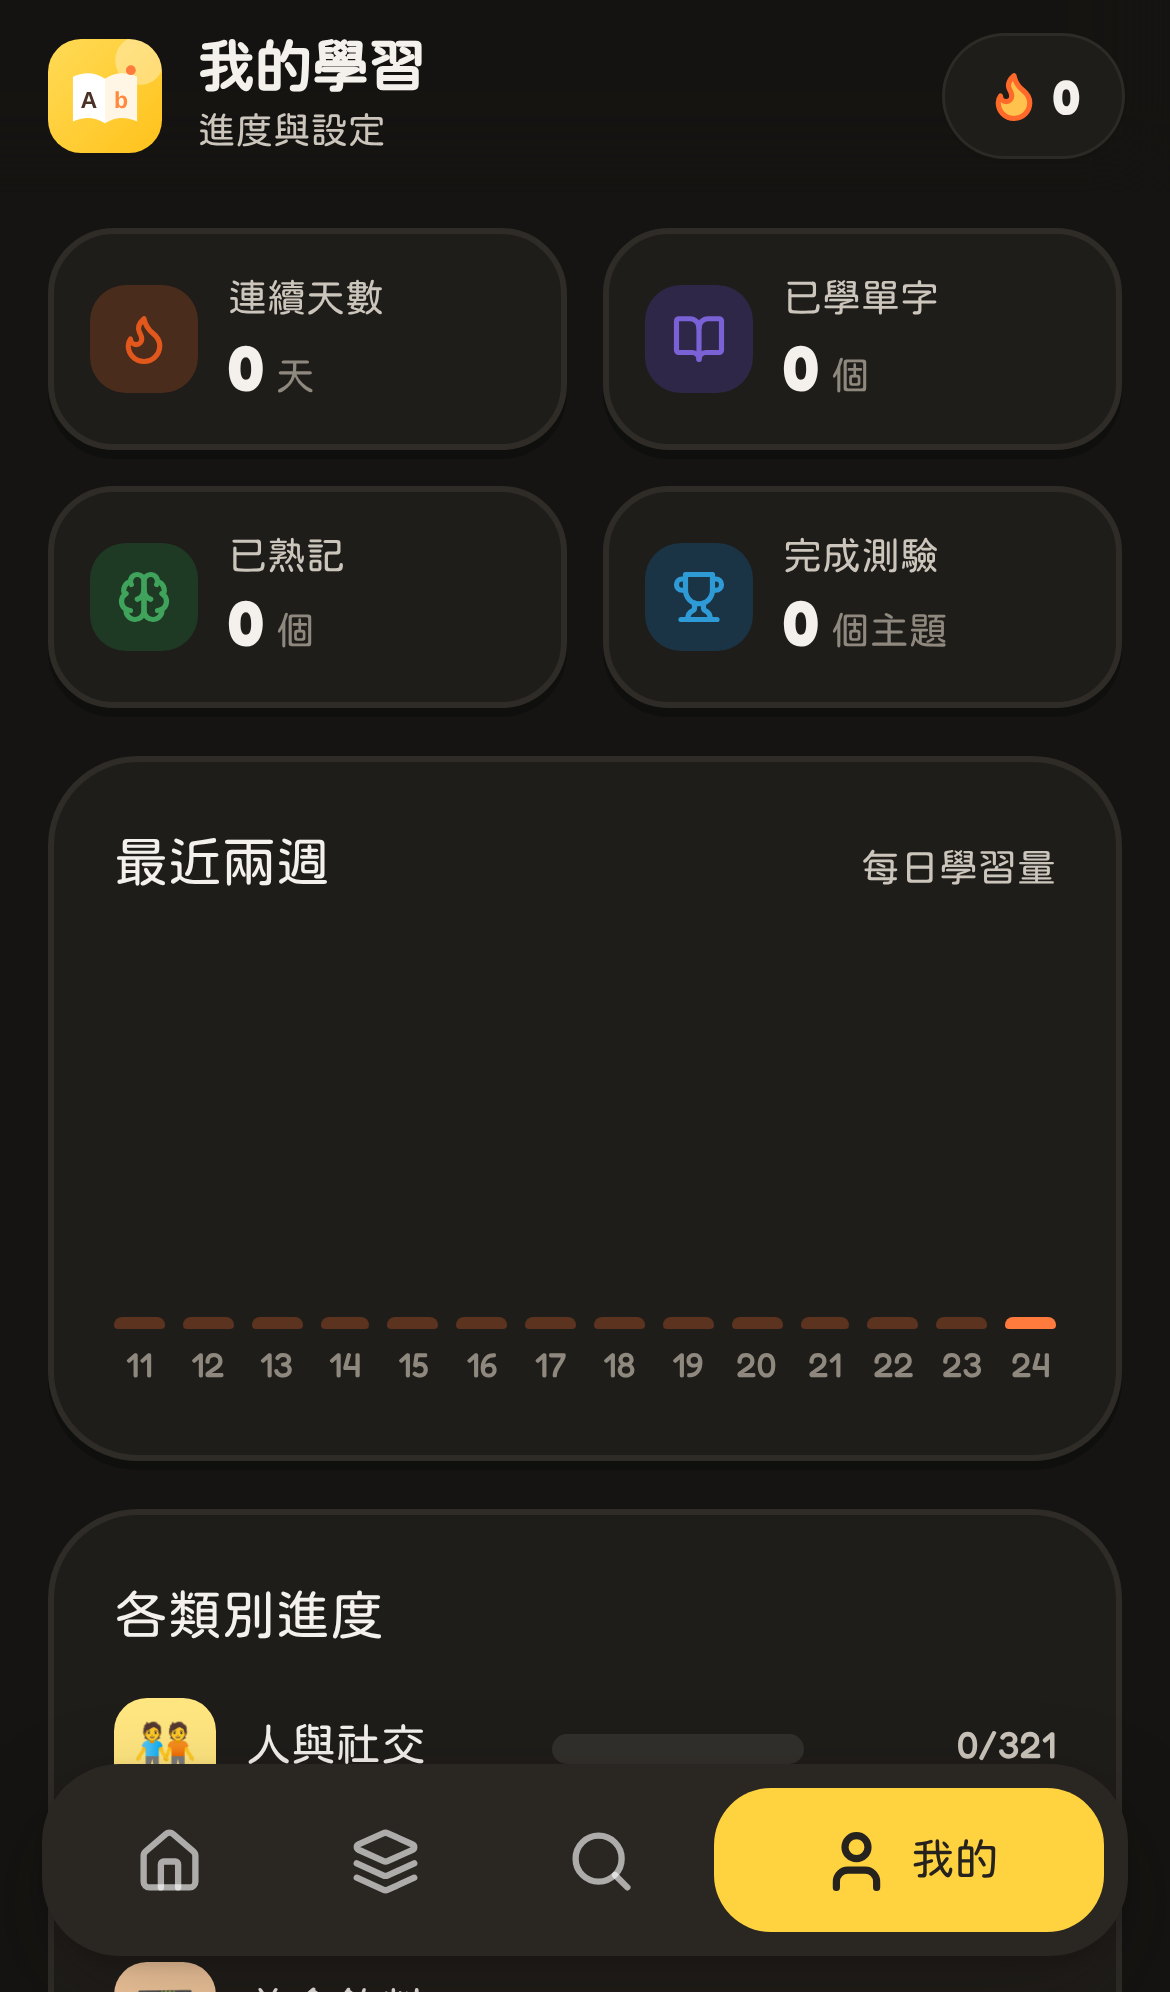 A b
我的學習
進度與設定
0
連續天數
0 天
已學單字
0 個
已熟記
0 個
完成測驗
0 個主題
最近兩週
每日學習量
11 12 13 14 15 16 17 18 19 20 21 22 23 24
各類別進度
人與社交
0/321
我的